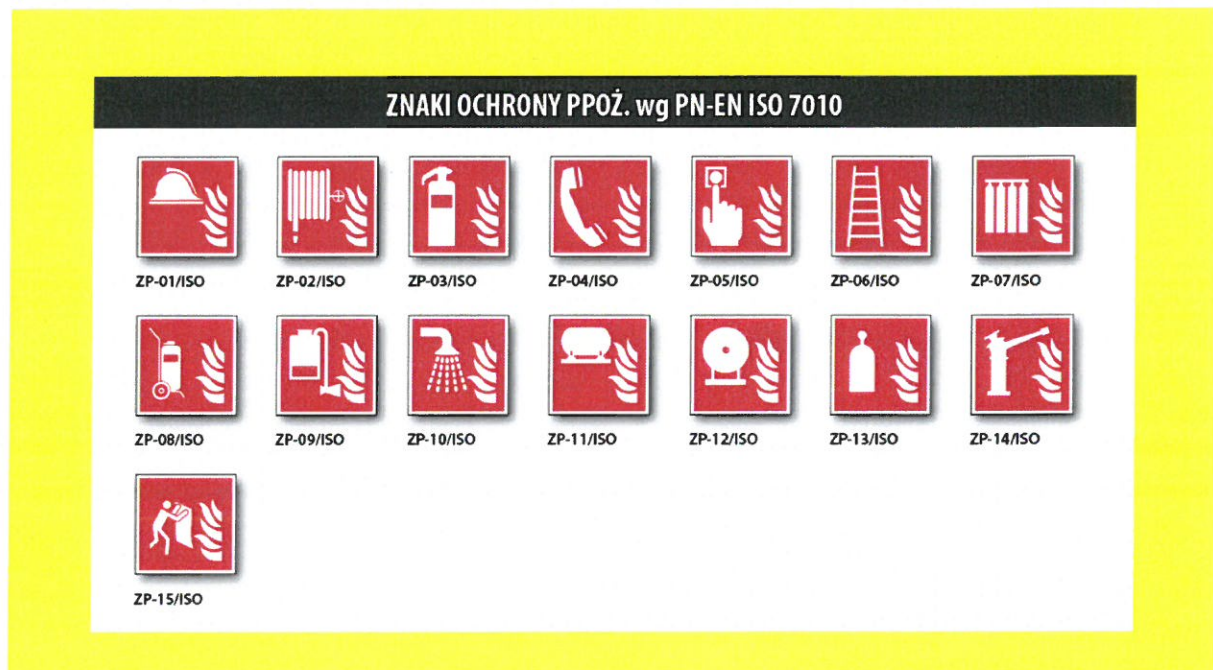 ZNAKI OCHRONY PPOŻ. wg PN-EN ISO 7010
ZP-01/ISO ZP-02/ISO ZP-03/ISO ZP-04/ISO ZP-05/ISO ZP-06/ISO ZP-07/ISO
ZP-08/ISO ZP-09/ISO ZP-10/ISO ZP-11/ISO ZP-12/ISO ZP-13/ISO ZP-14/ISO
ZP-15/ISO